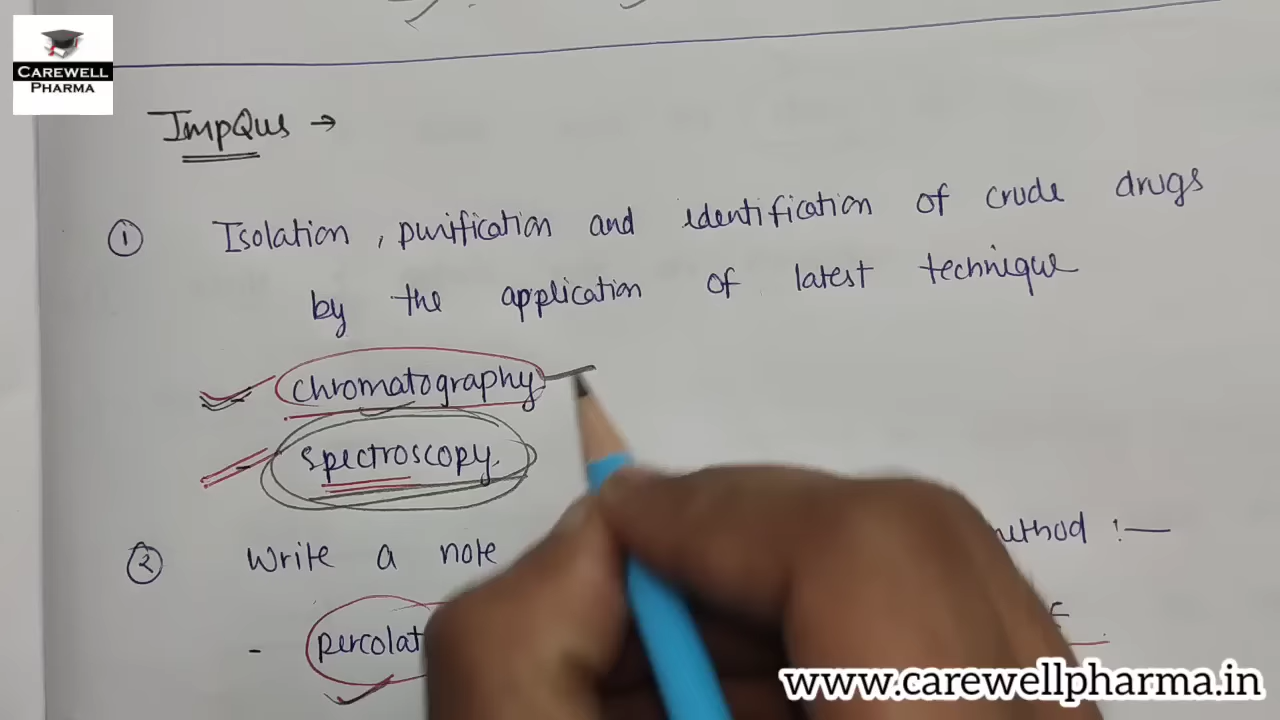 CAREWELL
PHARMA
ImpQus →
① Isolation, purification and identification of crude drugs
by the application of latest technique
chromatography
spectroscopy.
② Write a note method :—
- percolat
www.carewellpharma.in